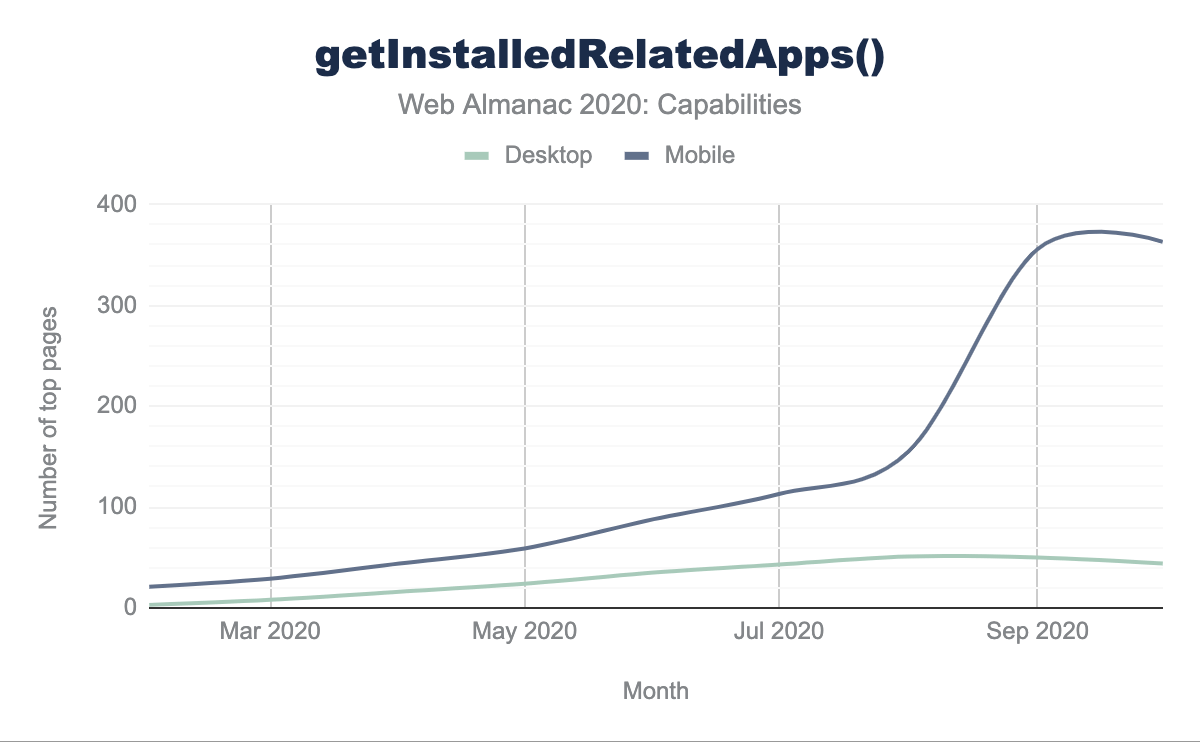 getInstalledRelatedApps()
Web Almanac 2020: Capabilities
Desktop
Mobile
Number of top pages
400
300
200
100
0
Mar 2020
May 2020
Jul 2020
Sep 2020
Month